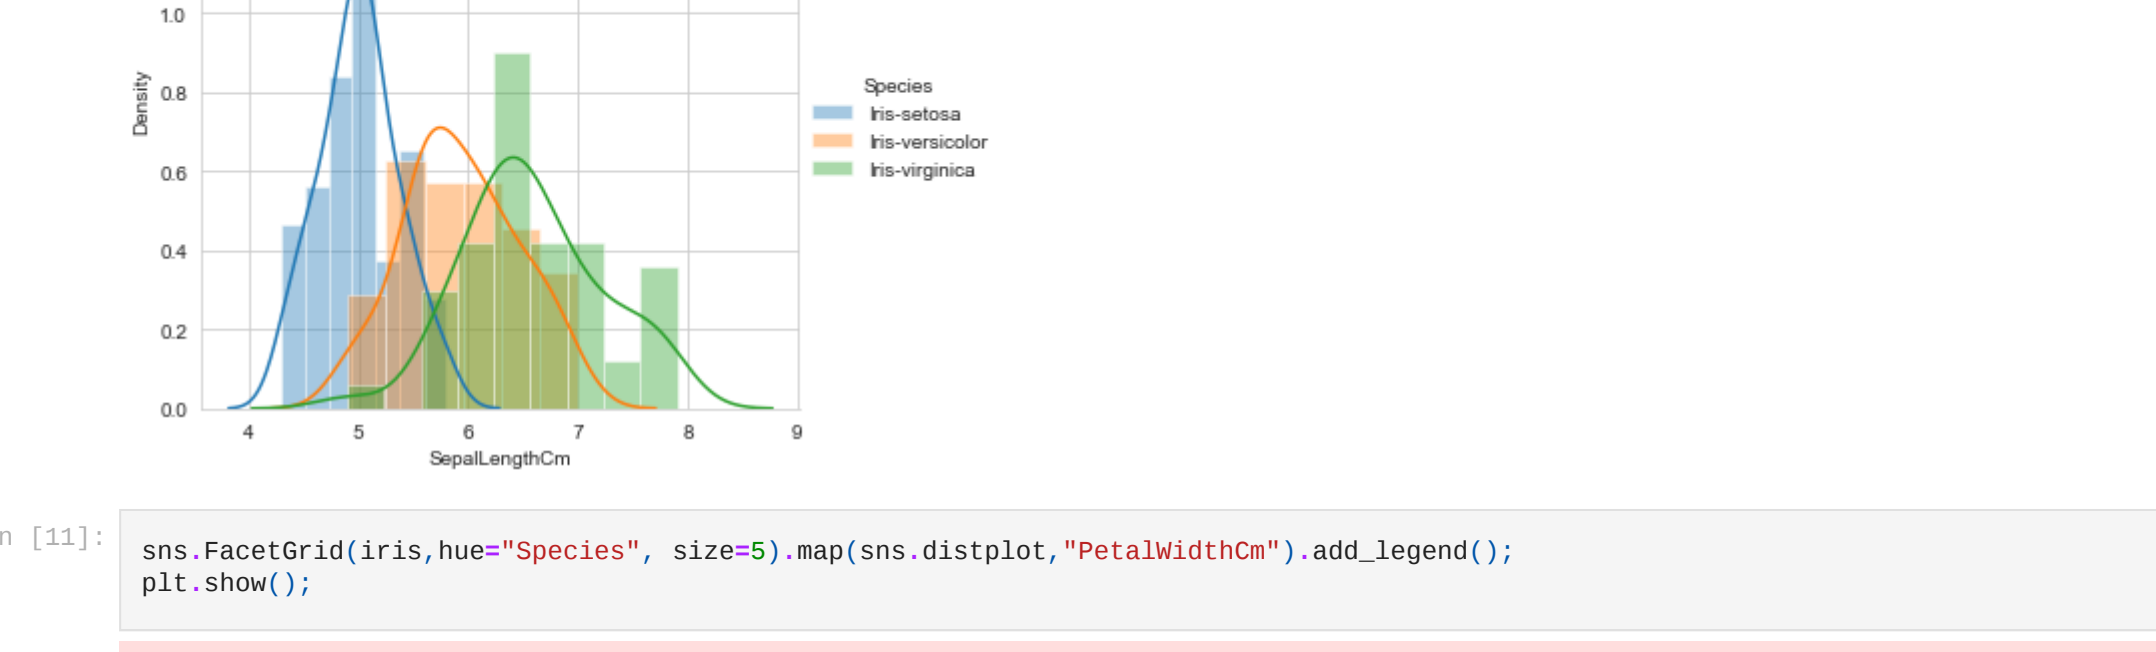 1.0
0.8
0.6
0.4
0.2
0.0
Density
4 5 6 7 8 9
SepalLengthCm
Species
Iris-setosa
Iris-versicolor
Iris-virginica
n [11]:
sns.FacetGrid(iris,hue="Species", size=5).map(sns.distplot,"PetalWidthCm").add_legend();
plt.show();